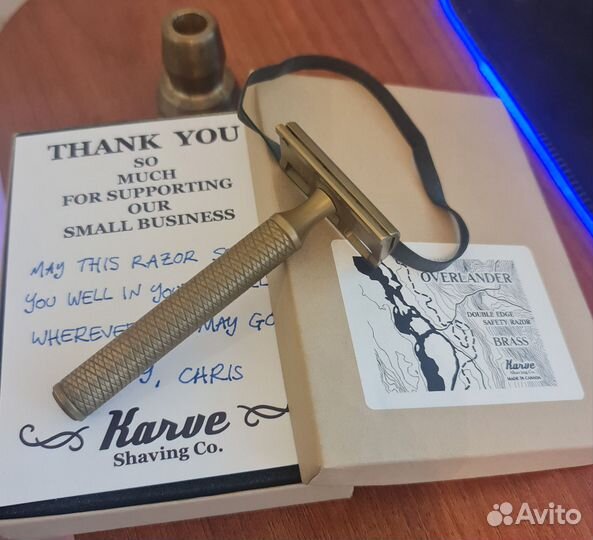 THANK YOU
SO
MUCH
FOR SUPPORTING
OUR
SMALL BUSINESS
MAY THIS RAZOR
YOU WELL IN
WHEREVER MAY GO
CHRIS
Karve
Shaving Co.
OVERLANDER
DOUBLE EDGE
SAFETY RAZOR
BRASS
Karve
Shaving Co.
MADE IN CANADA
Avito